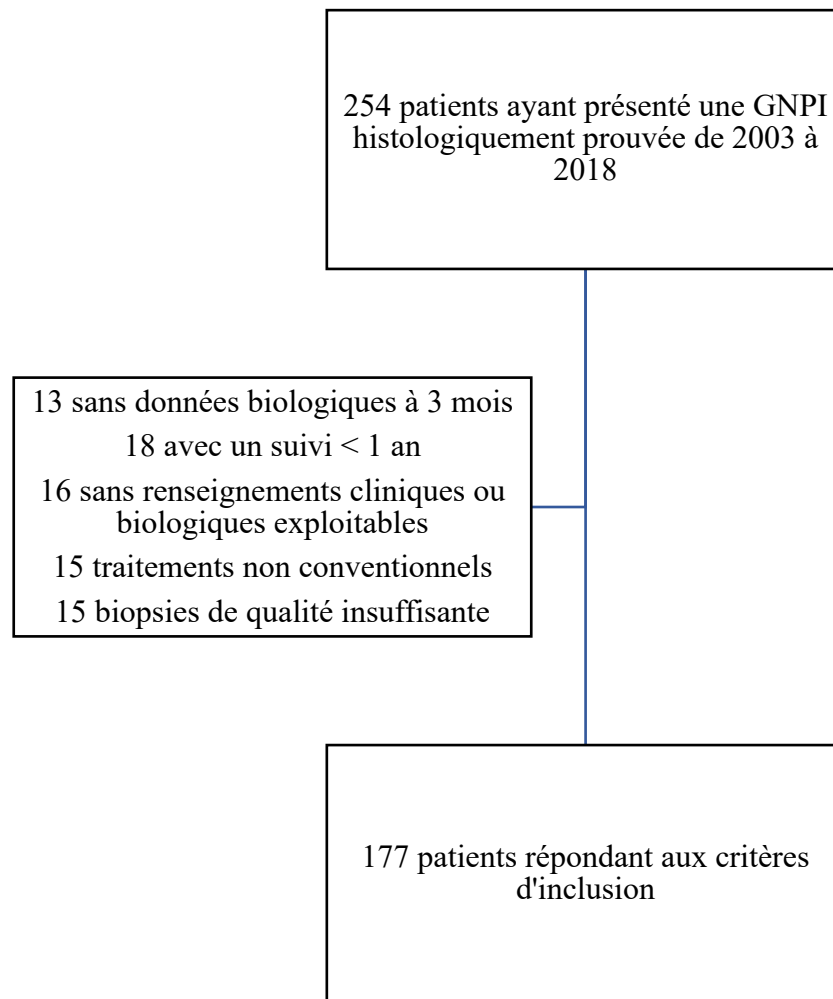 254 patients ayant présenté une GNPI
histologiquement prouvée de 2003 à
2018
13 sans données biologiques à 3 mois
18 avec un suivi < 1 an
16 sans renseignements cliniques ou
biologiques exploitables
15 traitements non conventionnels
15 biopsies de qualité insuffisante
177 patients répondant aux critères
d'inclusion